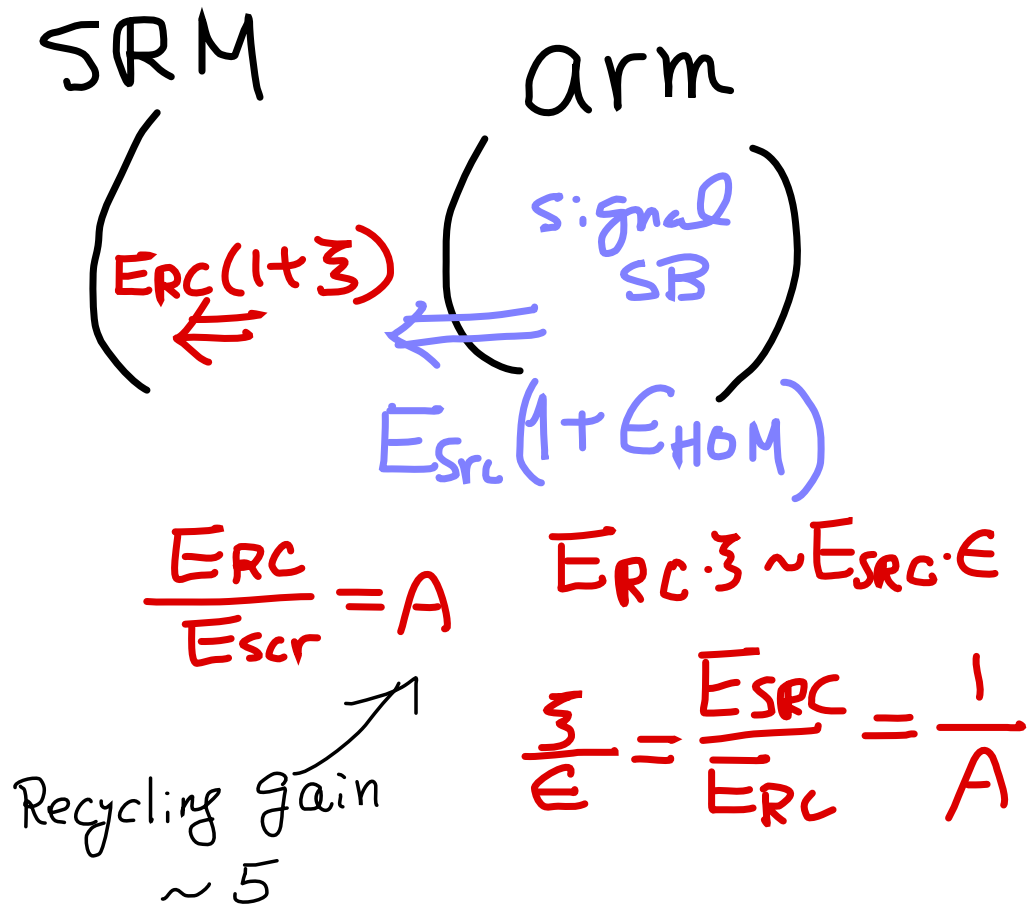 SRM
arm
signal
SB
E_RC(1+ξ)
E_Src(1+ϵ_HOM)
E_RC/E_scr = A
E_RC·ξ ~ E_SRC·ϵ
ξ/ϵ = E_SRC/E_RC = 1/A
Recycling gain
~ 5